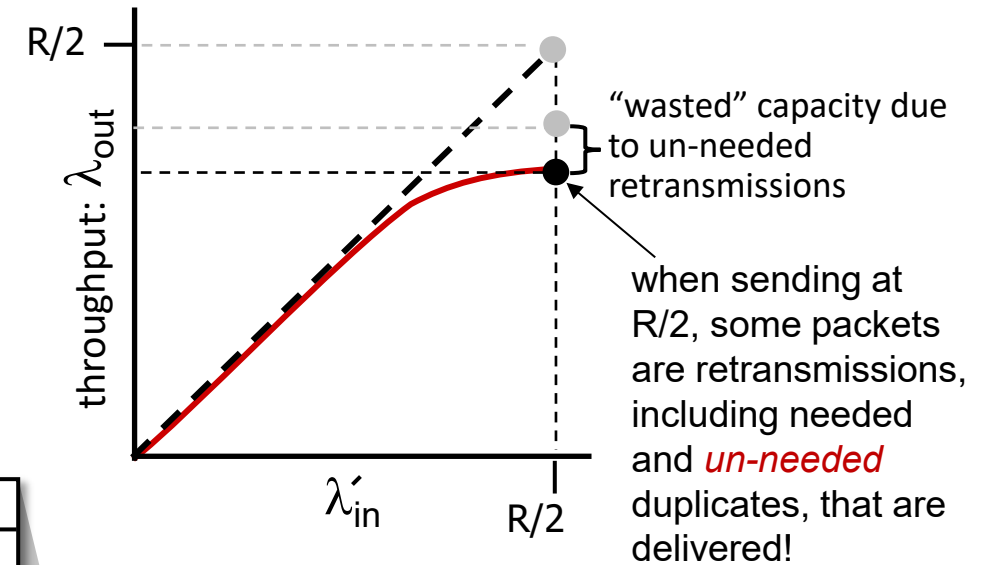 R/2
throughput: λout
“wasted” capacity due
to un-needed
retransmissions
when sending at
R/2, some packets
are retransmissions,
including needed
and un-needed
duplicates, that are
delivered!
λ′in
R/2